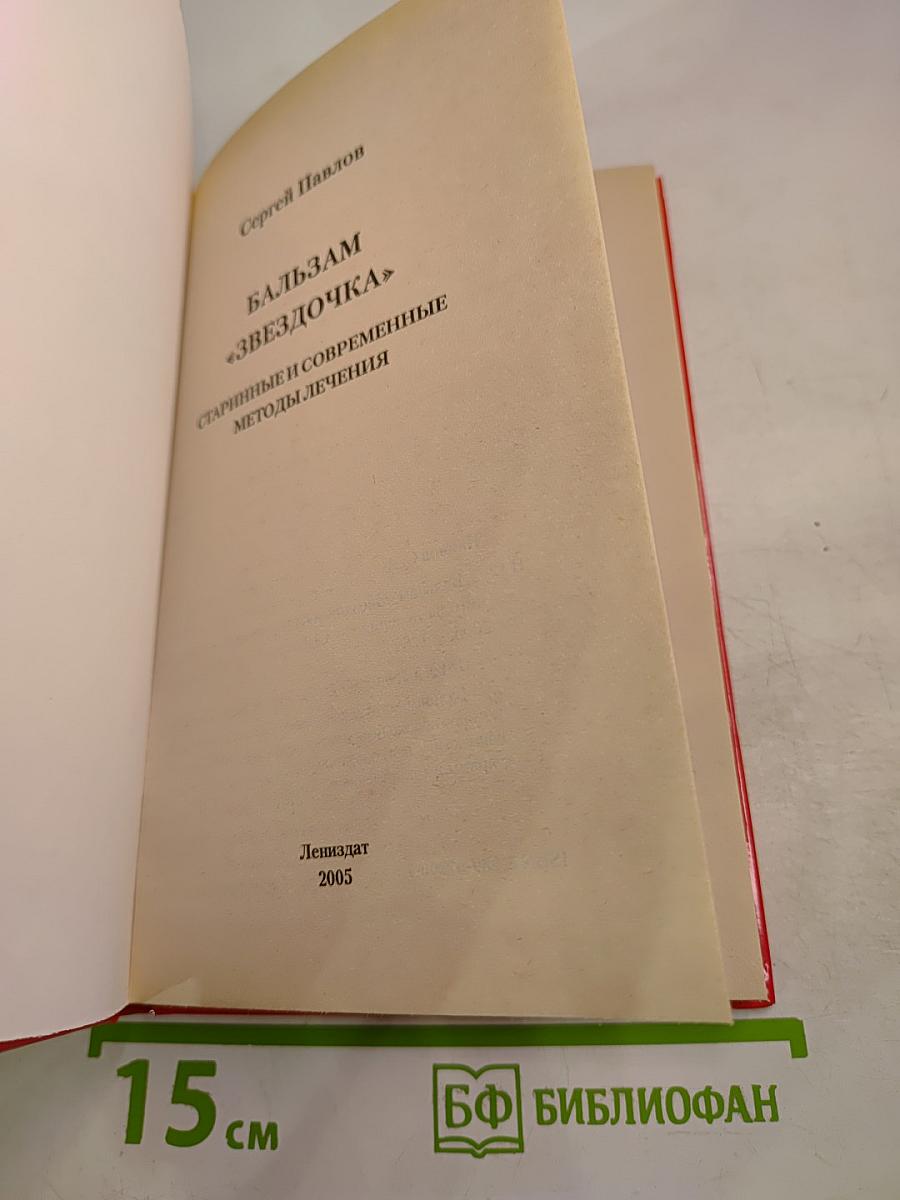 Сергей Павлов
БАЛЬЗАМ
«ЗВЕЗДОЧКА»
СТАРИННЫЕ И СОВРЕМЕННЫЕ
МЕТОДЫ ЛЕЧЕНИЯ
Лениздат
2005
15 см
БФ БИБЛИОФАН